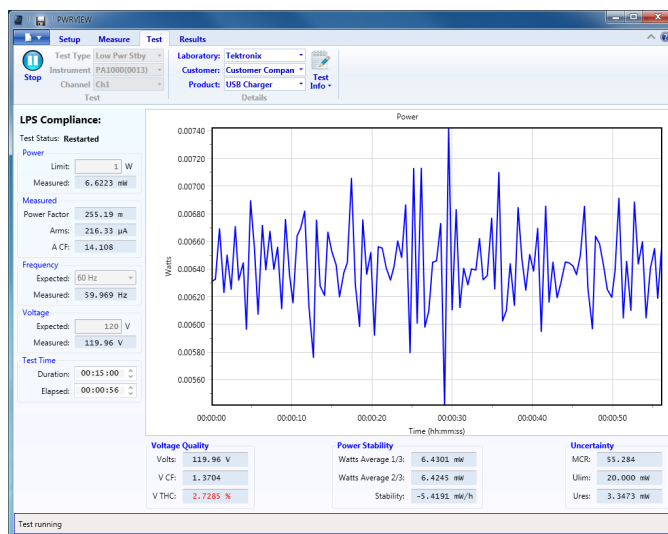 PWRVIEW
Setup Measure Test Results
Stop
Test Type Low Pwr Stby
Instrument PA1000(0013)
Channel Ch1
Test
Laboratory: Tektronix
Customer: Customer Compan
Product: USB Charger
Test
Info
Details
LPS Compliance:
Test Status: Restarted
Power
Limit: 1 W
Measured: 6.6223 mW
Measured
Power Factor 255.19 m
Arms: 216.33 µA
A CF: 14.108
Frequency
Expected: 60 Hz
Measured: 59.969 Hz
Voltage
Expected: 120 V
Measured: 119.96 V
Test Time
Duration: 00:15:00
Elapsed: 00:00:56
Power
0.00740
0.00720
0.00700
0.00680
0.00660
0.00640
0.00620
0.00600
0.00580
0.00560
Watts
00:00:00 00:00:10 00:00:20 00:00:30 00:00:40 00:00:50
Time (hh:mm:ss)
Voltage Quality
Volts: 119.96 V
V CF: 1.3704
V THC: 2.7285 %
Power Stability
Watts Average 1/3: 6.4301 mW
Watts Average 2/3: 6.4245 mW
Stability: -5.4191 mW/h
Uncertainty
MCR: 55.284
Ulim: 20.000 mW
Ures: 3.3473 mW
Test running